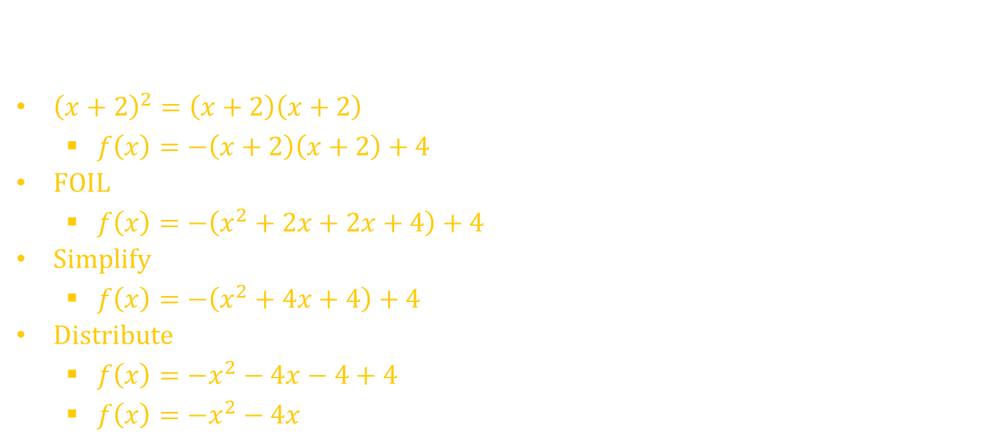 • (x + 2)² = (x + 2)(x + 2)
▪ f(x) = −(x + 2)(x + 2) + 4
• FOIL
▪ f(x) = −(x² + 2x + 2x + 4) + 4
• Simplify
▪ f(x) = −(x² + 4x + 4) + 4
• Distribute
▪ f(x) = −x² − 4x − 4 + 4
▪ f(x) = −x² − 4x